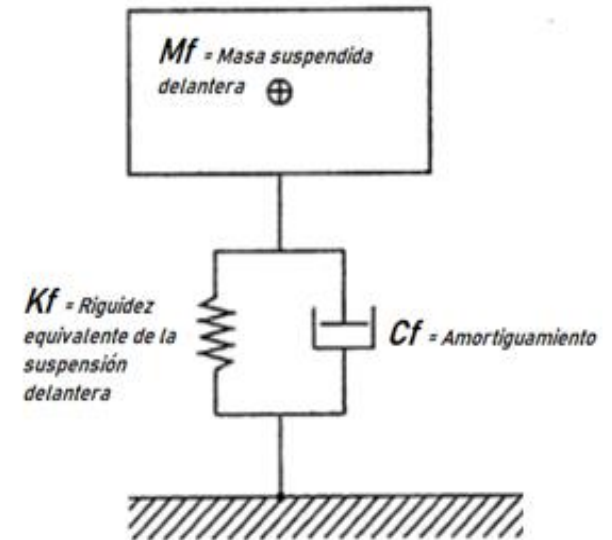 Mf = Masa suspendida
delantera
Kf = Riguidez
equivalente de la
suspensión
delantera
Cf = Amortiguamiento